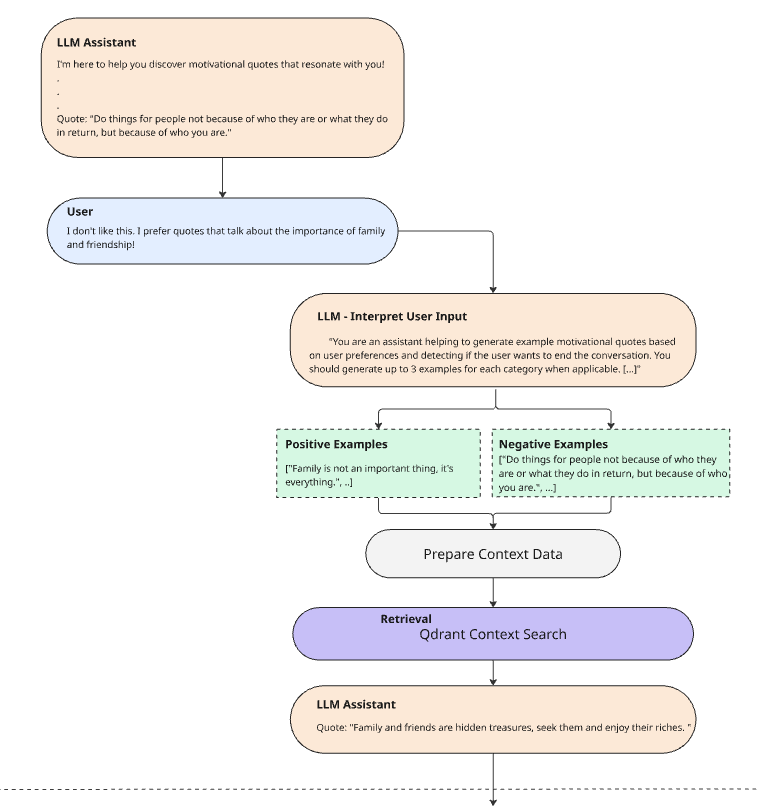 LLM Assistant
I'm here to help you discover motivational quotes that resonate with you!
.
.
.
Quote: "Do things for people not because of who they are or what they do
in return, but because of who you are."
User
I don't like this. I prefer quotes that talk about the importance of family
and friendship!
LLM - Interpret User Input
"You are an assistant helping to generate example motivational quotes based
on user preferences and detecting if the user wants to end the conversation. You
should generate up to 3 examples for each category when applicable. [...]"
Positive Examples
["Family is not an important thing, it's
everything.", ..]
Negative Examples
["Do things for people not because of who they
are or what they do in return, but because of who
you are.", ...]
Prepare Context Data
Retrieval
Qdrant Context Search
LLM Assistant
Quote: "Family and friends are hidden treasures, seek them and enjoy their riches. "